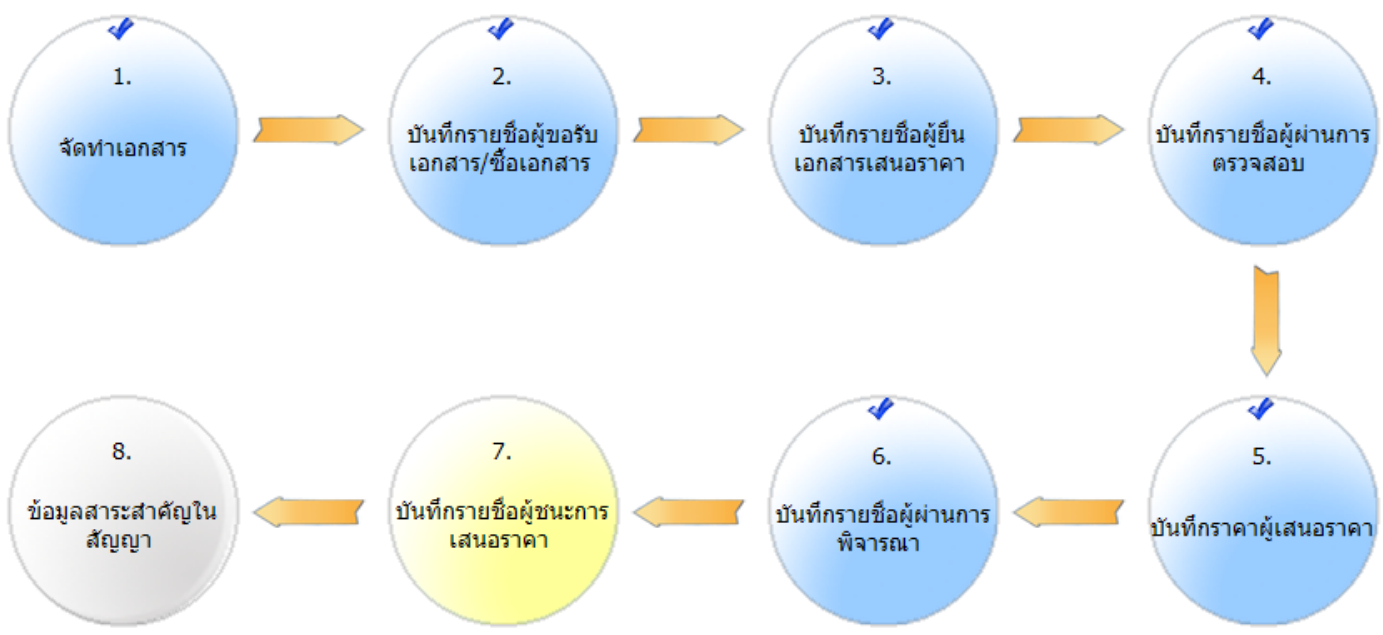 1.
จัดทำเอกสาร
2.
บันทึกรายชื่อผู้ขอรับ
เอกสาร/ซื้อเอกสาร
3.
บันทึกรายชื่อผู้ยื่น
เอกสารเสนอราคา
4.
บันทึกรายชื่อผู้ผ่านการ
ตรวจสอบ
5.
บันทึกราคาผู้เสนอราคา
6.
บันทึกรายชื่อผู้ผ่านการ
พิจารณา
7.
บันทึกรายชื่อผู้ชนะการ
เสนอราคา
8.
ข้อมูลสาระสำคัญใน
สัญญา